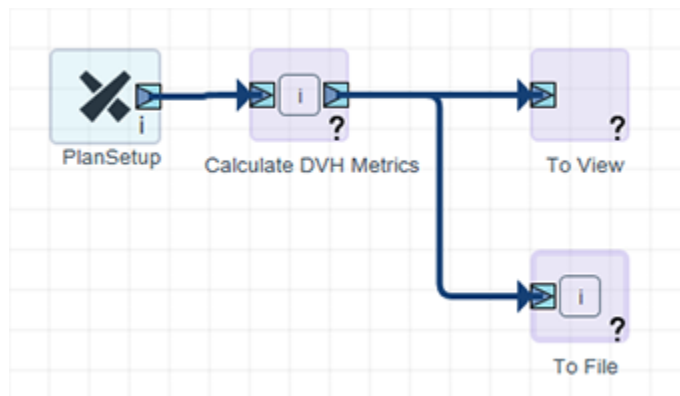 i
i
?
?
PlanSetup
Calculate DVH Metrics
To View
i
?
To File